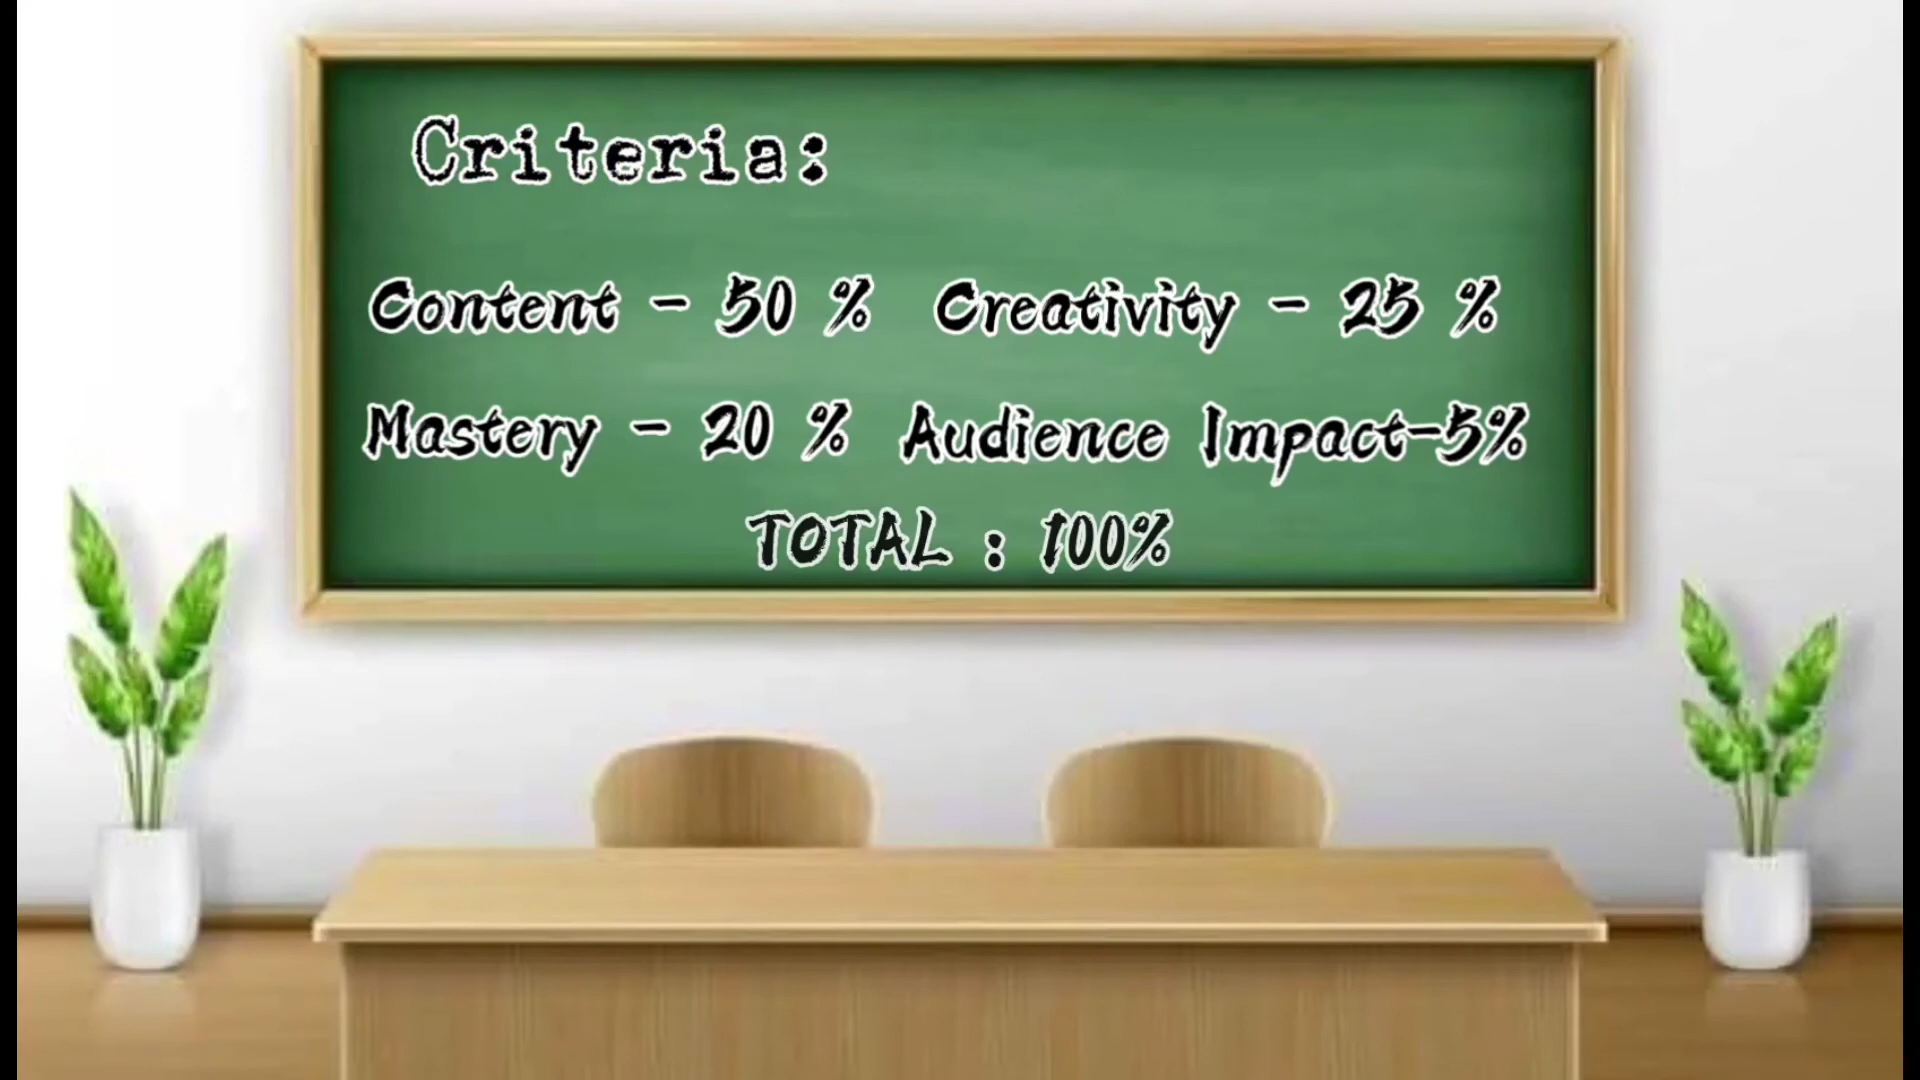 Criteria:
Content - 50 % Creativity - 25 %
Mastery - 20 % Audience Impact-5%
TOTAL : 100%